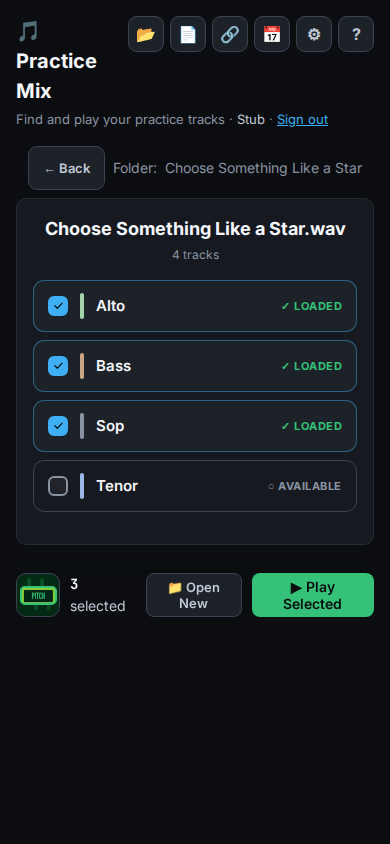 🎵
Practice
Mix
📂 📄 🔗 📅 ⚙ ?
Find and play your practice tracks · Stub · Sign out
← Back
Folder: Choose Something Like a Star
Choose Something Like a Star.wav
4 tracks
Alto ✓ LOADED
Bass ✓ LOADED
Sop ✓ LOADED
Tenor ○ AVAILABLE
PITCH
3
selected
📁 Open
New
▶ Play
Selected